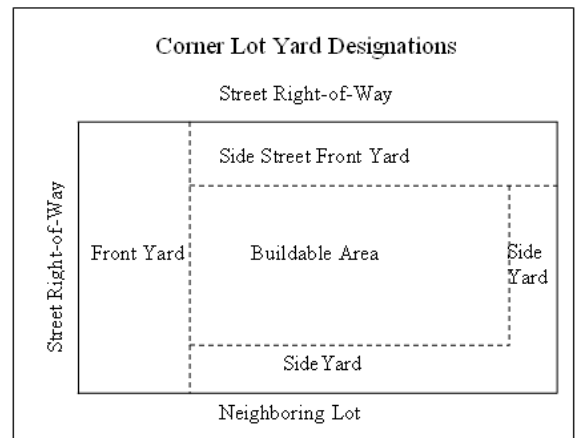 Corner Lot Yard Designations
Street Right-of-Way
Side Street Front Yard
Street Right-of-Way
Front Yard
Buildable Area
Side
Yard
Side Yard
Neighboring Lot